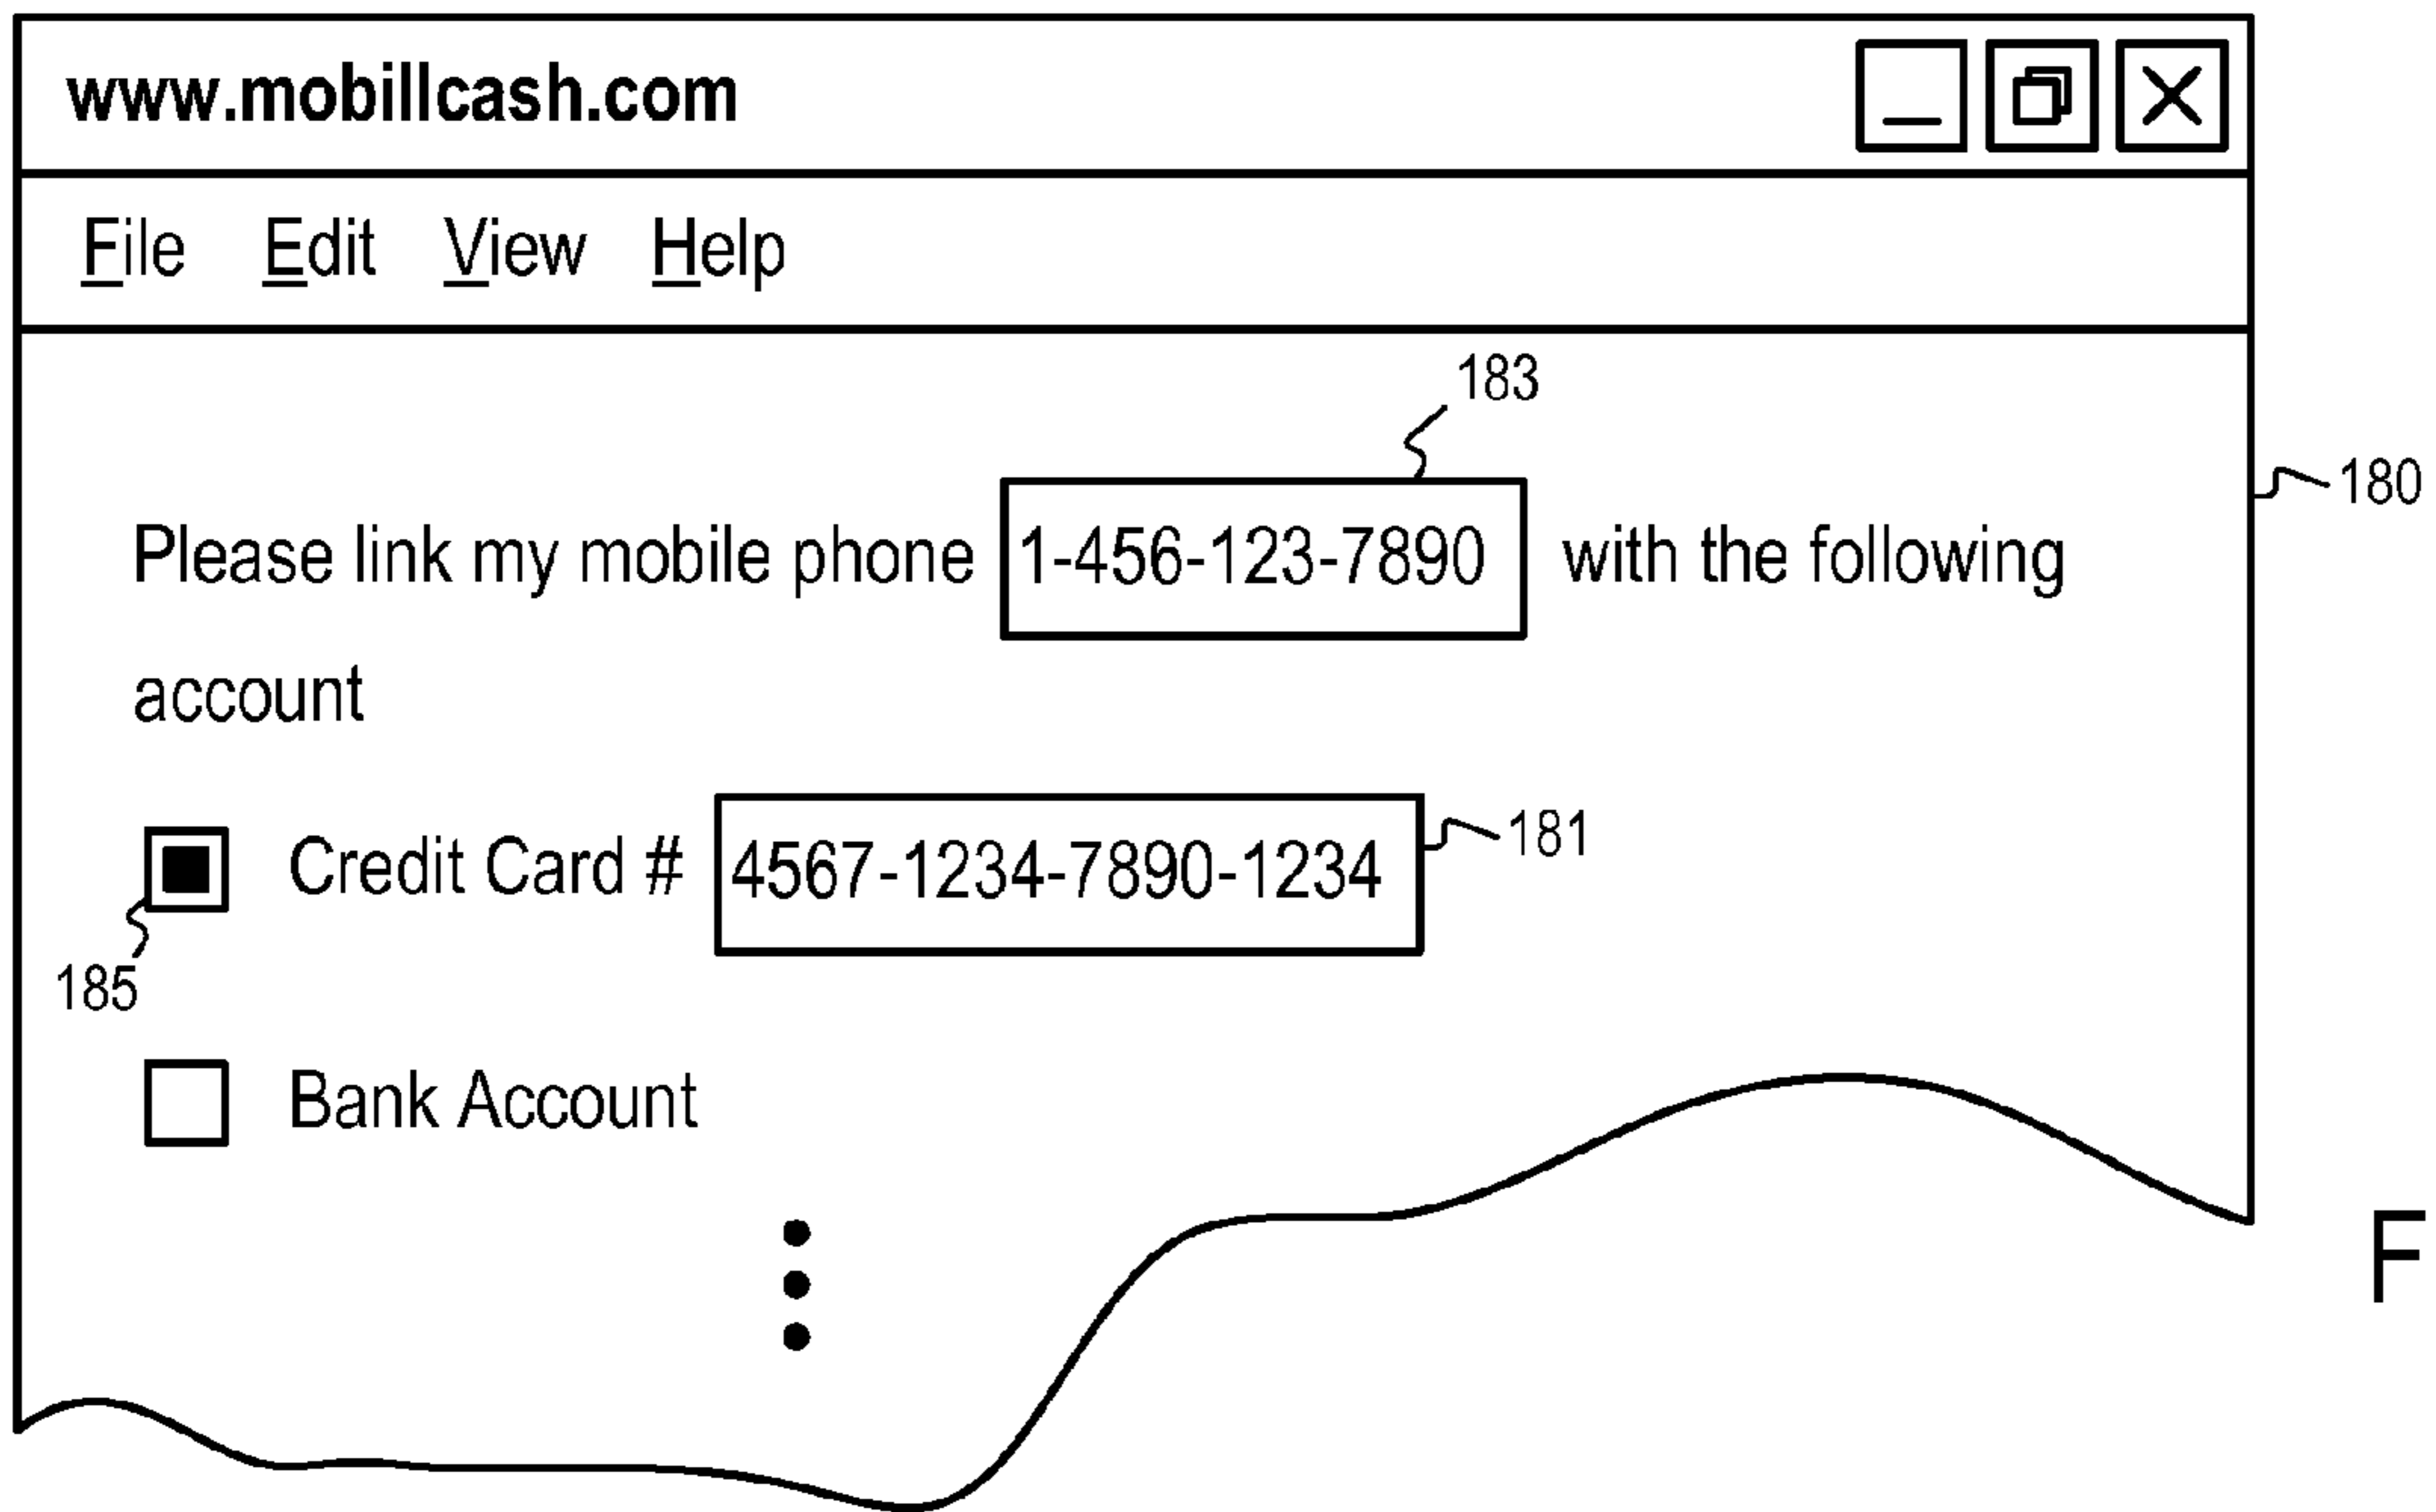 www.mobillcash.com
File Edit View Help
183
180
Please link my mobile phone 1-456-123-7890 with the following
account
Credit Card # 4567-1234-7890-1234 181
185
Bank Account
F